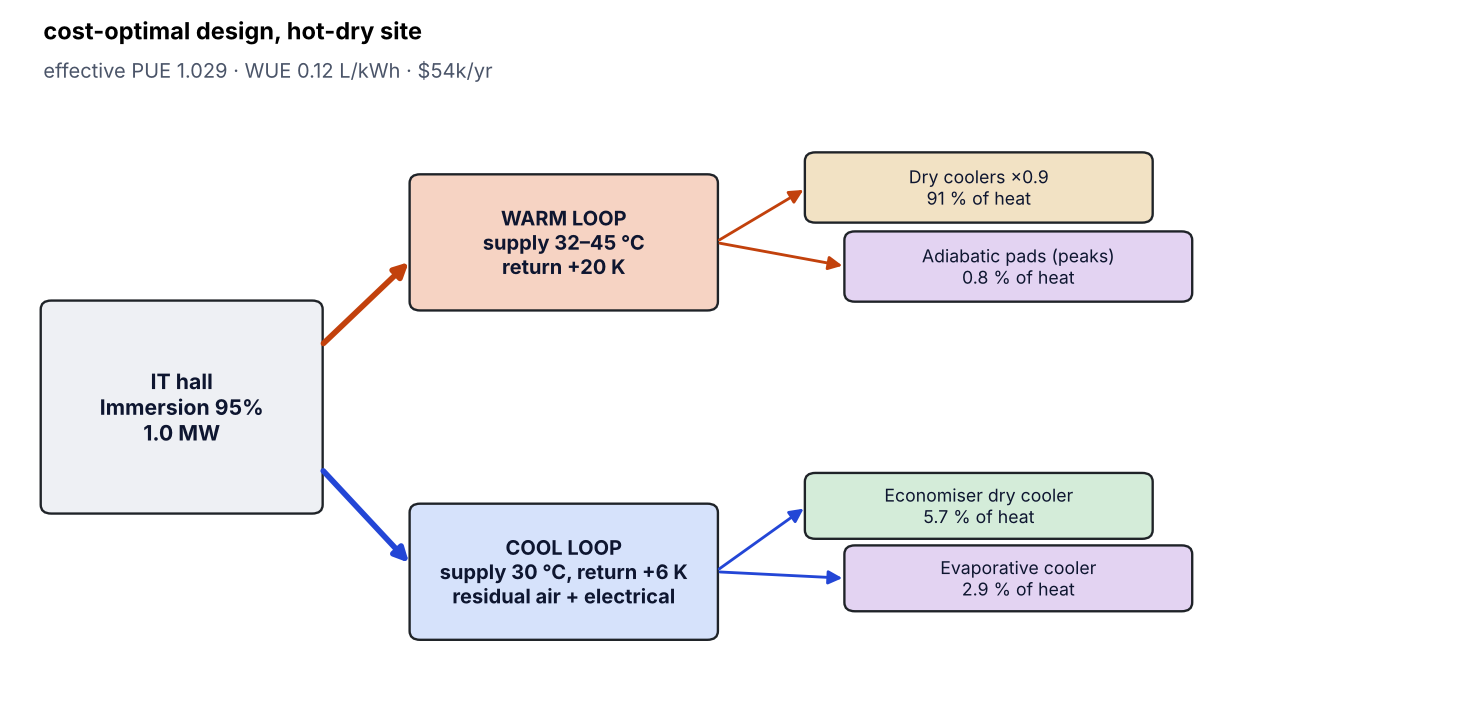 cost-optimal design, hot-dry site
effective PUE 1.029 · WUE 0.12 L/kWh · $54k/yr
IT hall
Immersion 95%
1.0 MW
WARM LOOP
supply 32–45 °C
return +20 K
Dry coolers ×0.9
91 % of heat
Adiabatic pads (peaks)
0.8 % of heat
COOL LOOP
supply 30 °C, return +6 K
residual air + electrical
Economiser dry cooler
5.7 % of heat
Evaporative cooler
2.9 % of heat